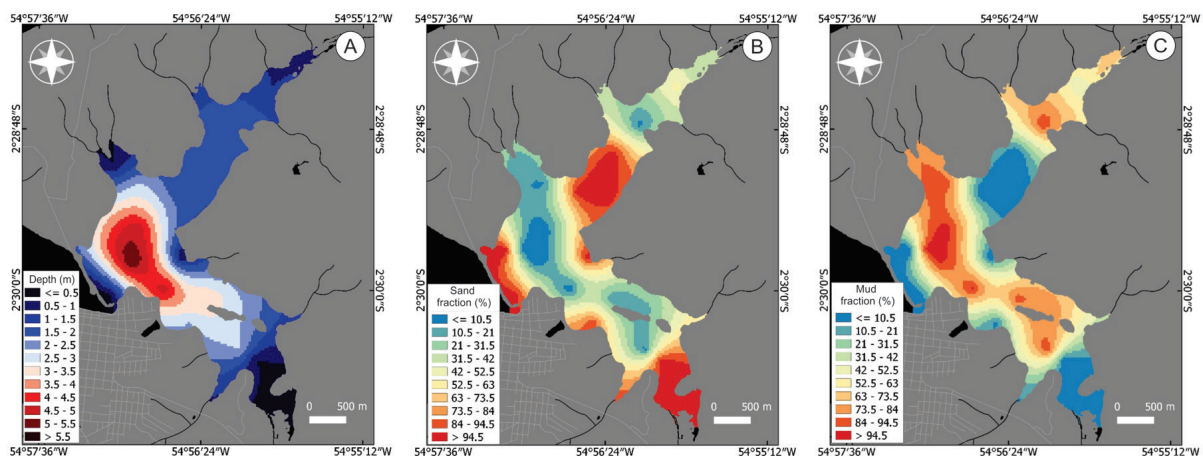 54°57'36"W 54°56'24"W 54°55'12"W
A
2°28'48"S
2°30'0"S
Depth (m)
<= 0.5
0.5 - 1
1 - 1.5
1.5 - 2
2 - 2.5
2.5 - 3
3 - 3.5
3.5 - 4
4 - 4.5
4.5 - 5
5 - 5.5
> 5.5
0 500 m
54°57'36"W 54°56'24"W 54°55'12"W
54°57'36"W 54°56'24"W 54°55'12"W
B
2°28'48"S
2°28'48"S
2°30'0"S
2°30'0"S
Sand
fraction (%)
<= 10.5
10.5 - 21
21 - 31.5
31.5 - 42
42 - 52.5
52.5 - 63
63 - 73.5
73.5 - 84
84 - 94.5
> 94.5
0 500 m
54°57'36"W 54°56'24"W 54°55'12"W
54°57'36"W 54°56'24"W 54°55'12"W
C
2°28'48"S
2°28'48"S
2°30'0"S
2°30'0"S
Mud
fraction (%)
<= 10.5
10.5 - 21
21 - 31.5
31.5 - 42
42 - 52.5
52.5 - 63
63 - 73.5
73.5 - 84
84 - 94.5
> 94.5
0 500 m
54°57'36"W 54°56'24"W 54°55'12"W